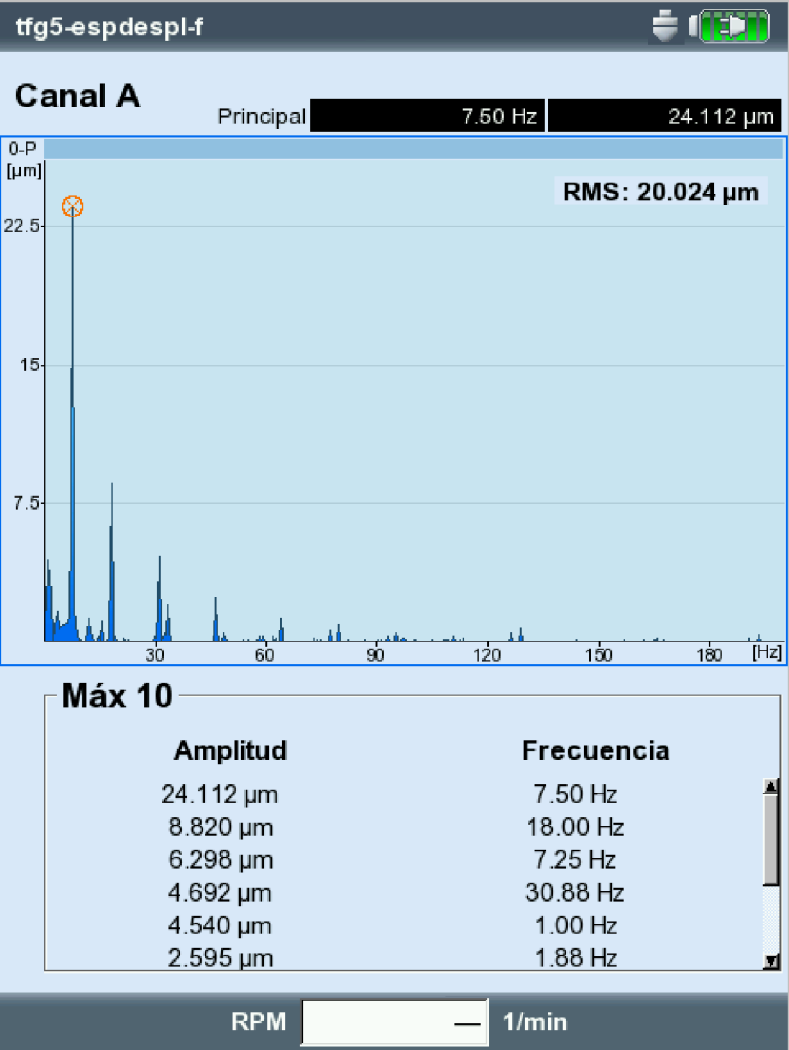 tfg5-espdespl-f
Canal A
Principal 7.50 Hz 24.112 µm
0-P
[µm]
RMS: 20.024 µm
22.5
15
7.5
30 60 90 120 150 180 [Hz]
Máx 10
Amplitud Frecuencia
24.112 µm 7.50 Hz
8.820 µm 18.00 Hz
6.298 µm 7.25 Hz
4.692 µm 30.88 Hz
4.540 µm 1.00 Hz
2.595 µm 1.88 Hz
RPM — 1/min